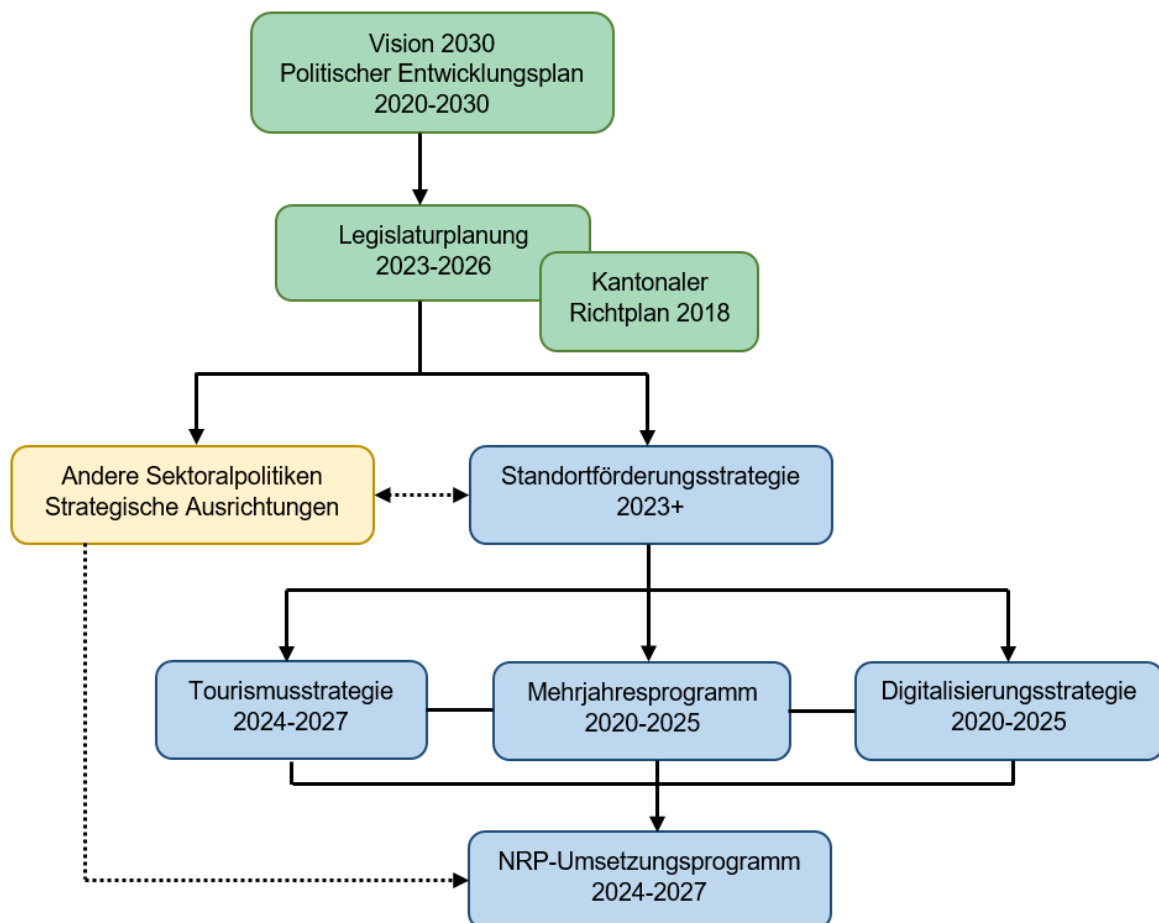 Vision 2030
Politischer Entwicklungsplan
2020-2030
Legislaturplanung
2023-2026
Kantonaler
Richtplan 2018
Andere Sektoralpolitiken
Strategische Ausrichtungen
Standortförderungsstrategie
2023+
Tourismusstrategie
2024-2027
Mehrjahresprogramm
2020-2025
Digitalisierungsstrategie
2020-2025
NRP-Umsetzungsprogramm
2024-2027